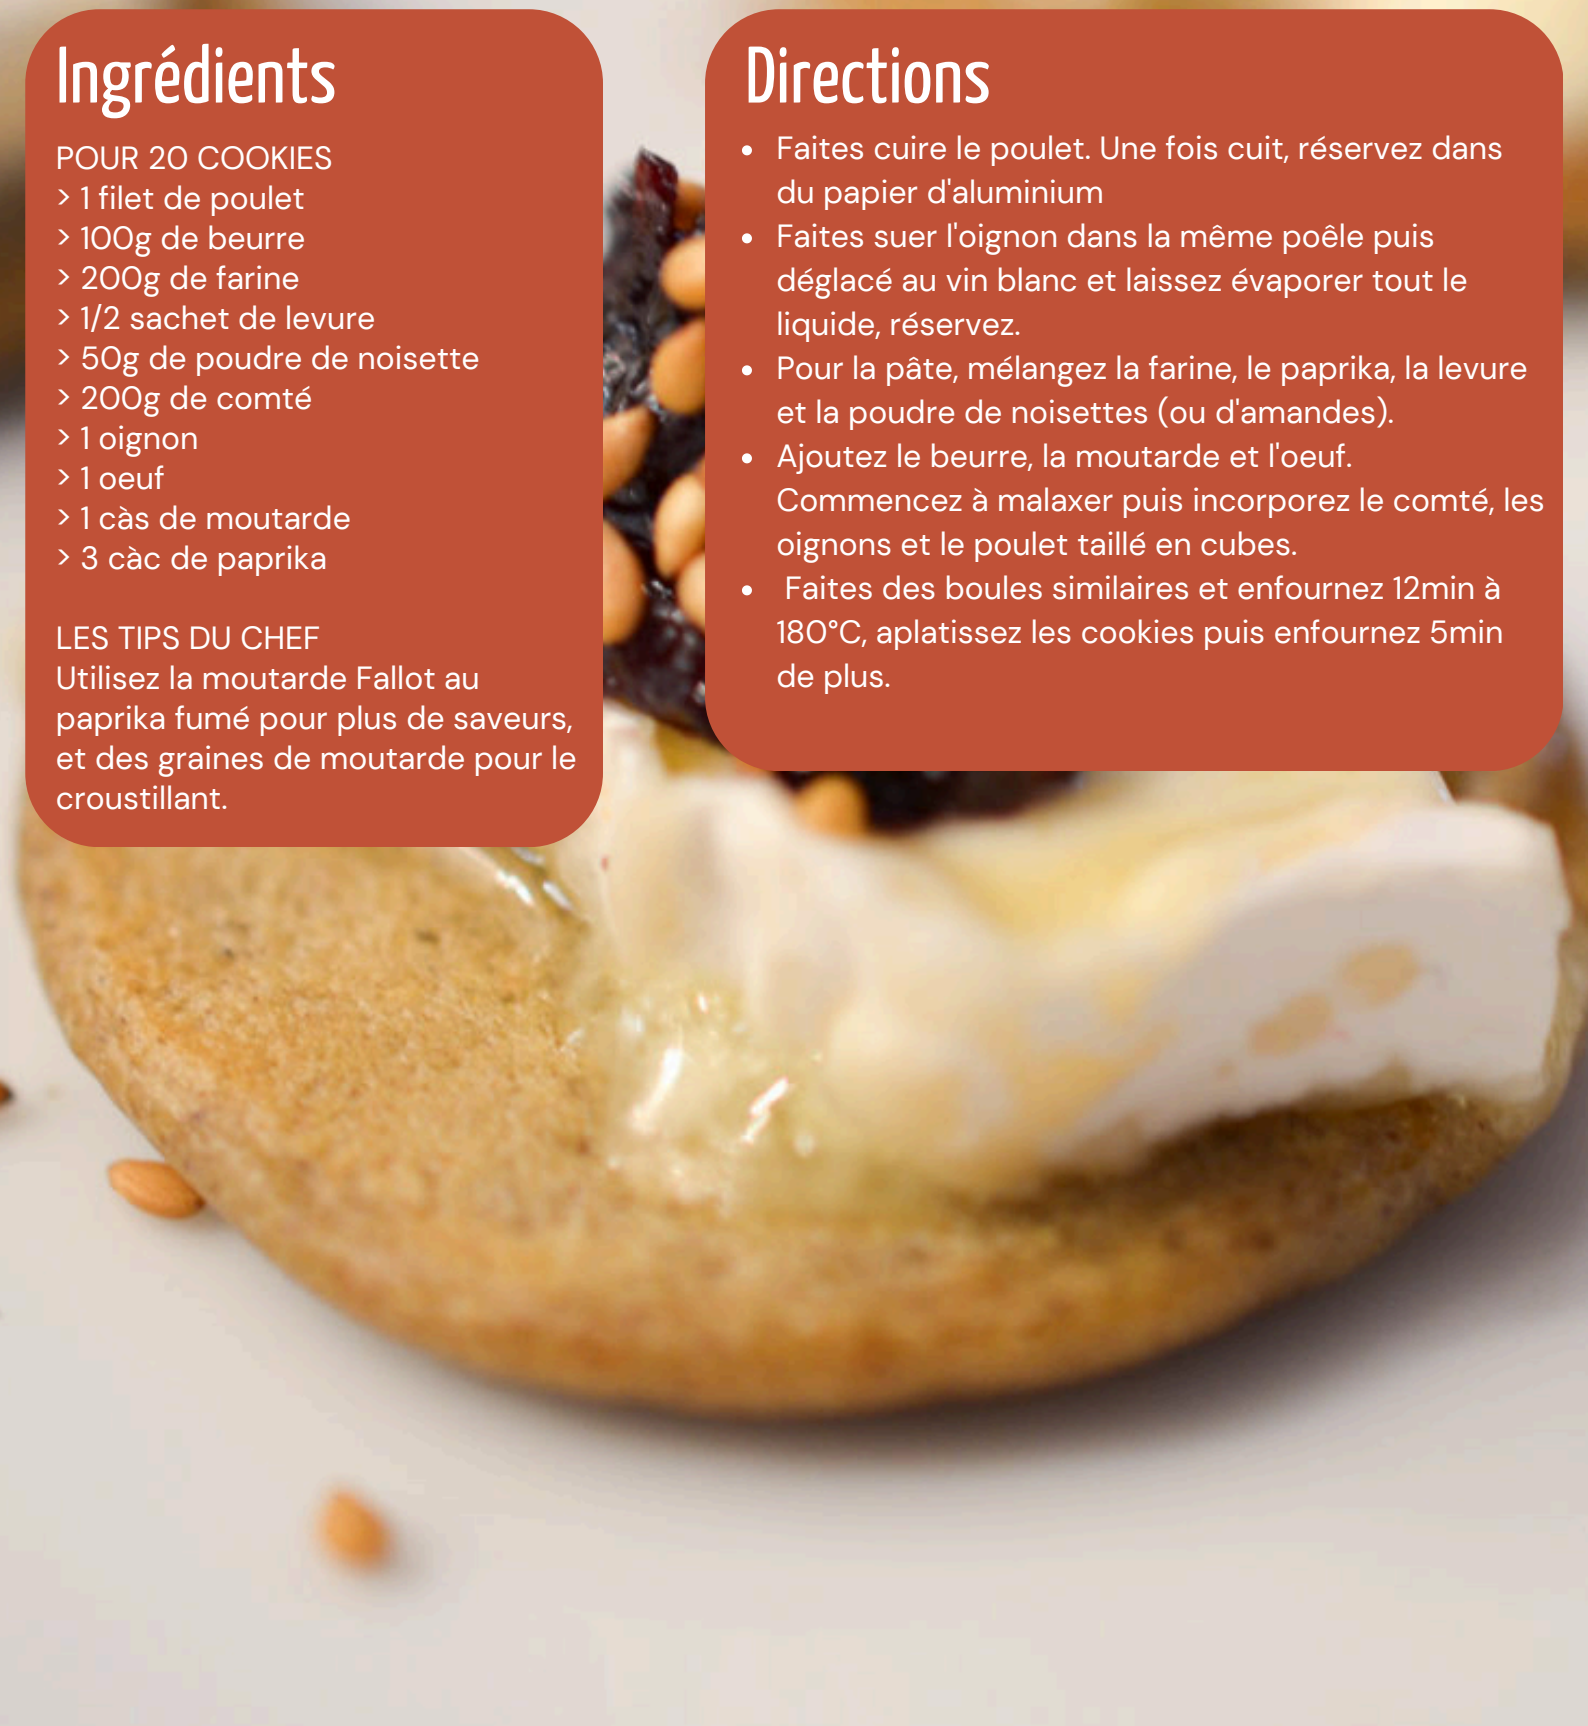 Ingrédients
POUR 20 COOKIES
> 1 filet de poulet
> 100g de beurre
> 200g de farine
> 1/2 sachet de levure
> 50g de poudre de noisette
> 200g de comté
> 1 oignon
> 1 oeuf
> 1 càs de moutarde
> 3 càc de paprika
LES TIPS DU CHEF
Utilisez la moutarde Fallot au
paprika fumé pour plus de saveurs,
et des graines de moutarde pour le
croustillant.
Directions
• Faites cuire le poulet. Une fois cuit, réservez dans
du papier d'aluminium
• Faites suer l'oignon dans la même poêle puis
déglacé au vin blanc et laissez évaporer tout le
liquide, réservez.
• Pour la pâte, mélangez la farine, le paprika, la levure
et la poudre de noisettes (ou d'amandes).
• Ajoutez le beurre, la moutarde et l'oeuf.
Commencez à malaxer puis incorporez le comté, les
oignons et le poulet taillé en cubes.
• Faites des boules similaires et enfournez 12min à
180°C, aplatissez les cookies puis enfournez 5min
de plus.